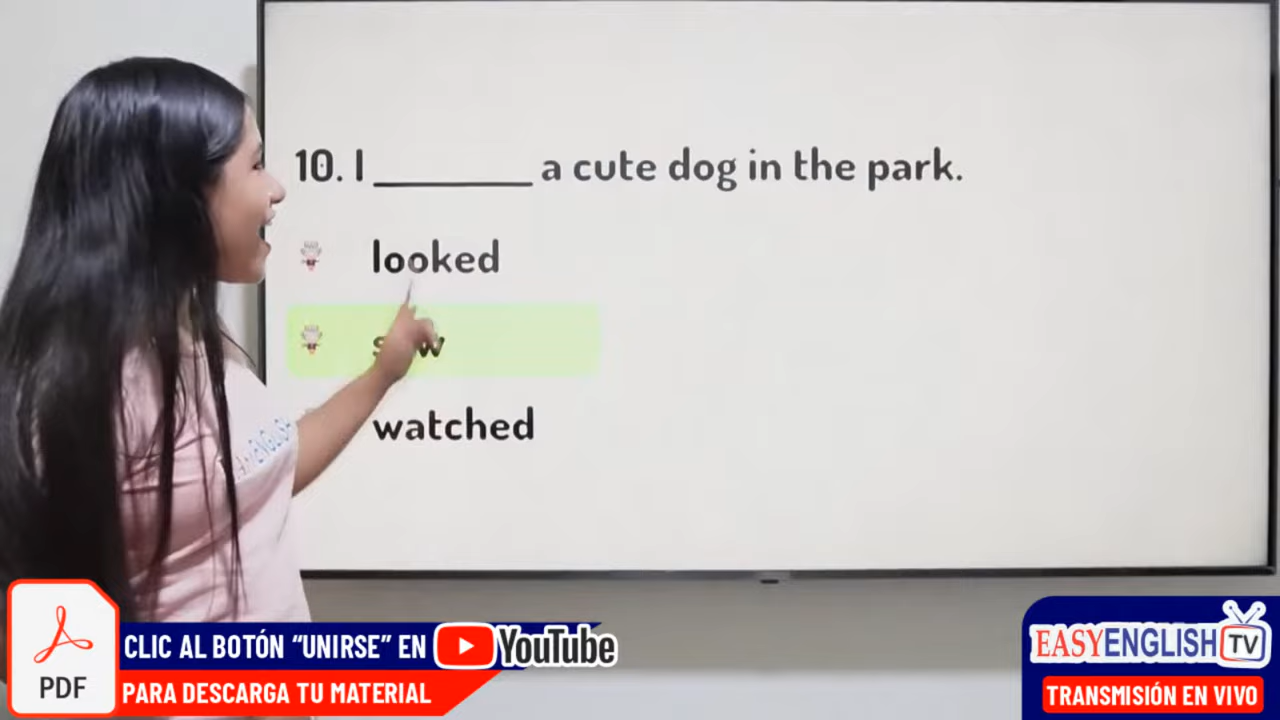 10. I ________ a cute dog in the park.
looked
watched
PDF
CLIC AL BOTÓN “UNIRSE” EN YouTube
PARA DESCARGA TU MATERIAL
EASYENGLISH TV
TRANSMISIÓN EN VIVO